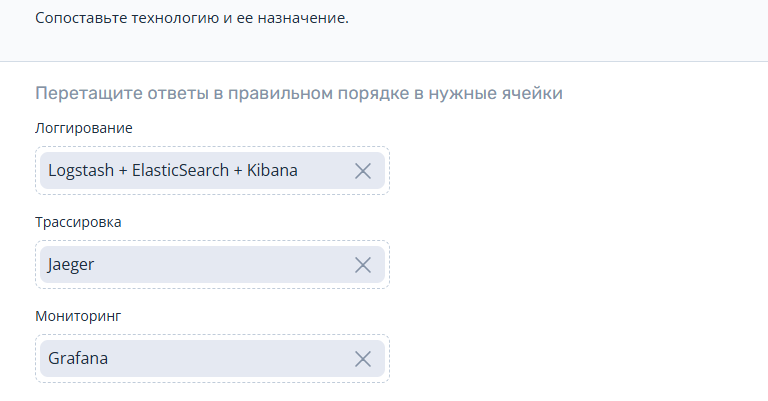 Сопоставьте технологию и ее назначение.
Перетащите ответы в правильном порядке в нужные ячейки
Логгирование
Logstash + ElasticSearch + Kibana
Трассировка
Jaeger
Мониторинг
Grafana